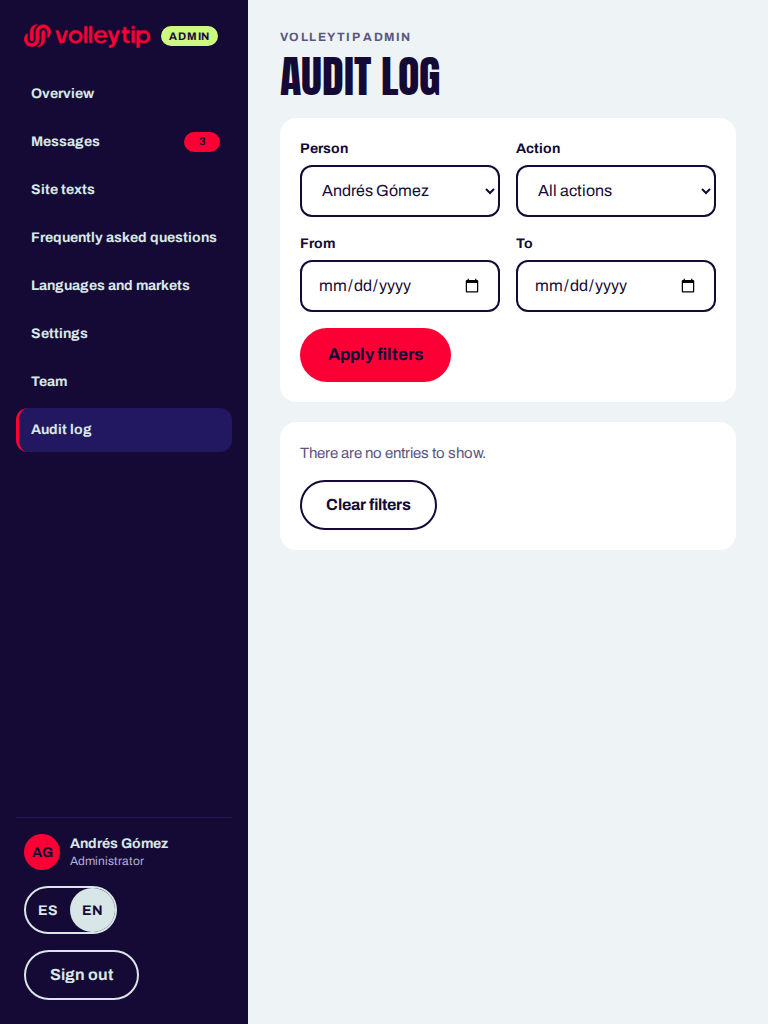 volleytip ADMIN
Overview
Messages 3
Site texts
Frequently asked questions
Languages and markets
Settings
Team
Audit log
AG Andrés Gómez
Administrator
ES EN
Sign out
VOLLEYTIP ADMIN
AUDIT LOG
Person Action
Andrés Gómez All actions
From To
mm/dd/yyyy mm/dd/yyyy
Apply filters
There are no entries to show.
Clear filters